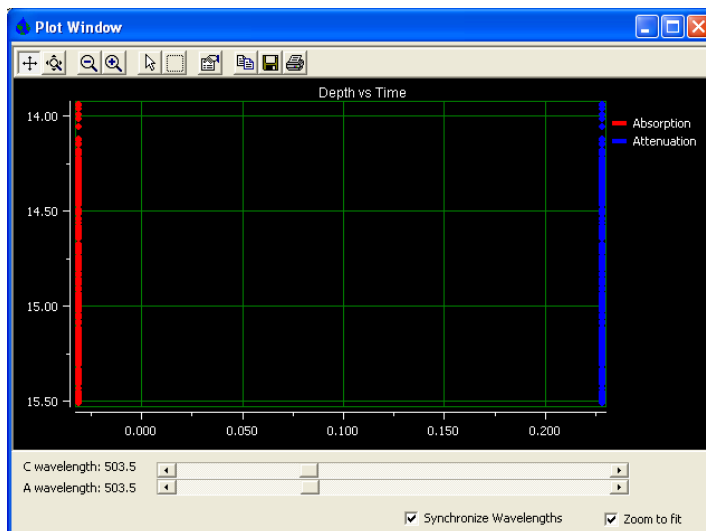 Plot Window
Depth vs Time
14.00
14.50
15.00
15.50
0.000 0.050 0.100 0.150 0.200
Absorption
Attenuation
C wavelength: 503.5
A wavelength: 503.5
Synchronize Wavelengths Zoom to fit